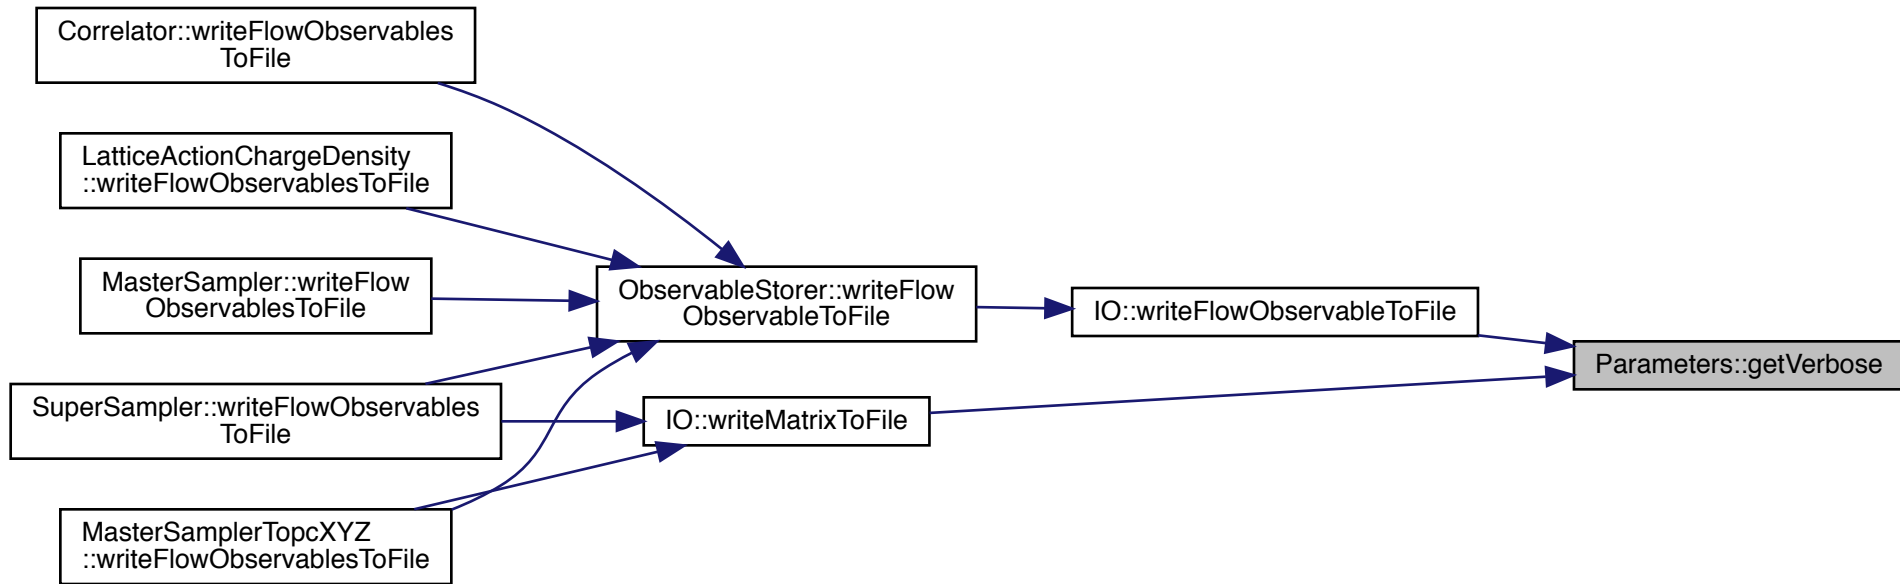 Correlator::writeFlowObservables
ToFile
LatticeActionChargeDensity
::writeFlowObservablesToFile
MasterSampler::writeFlow
ObservablesToFile
SuperSampler::writeFlowObservables
ToFile
MasterSamplerTopcXYZ
::writeFlowObservablesToFile
ObservableStorer::writeFlow
ObservableToFile
IO::writeMatrixToFile
IO::writeFlowObservableToFile
Parameters::getVerbose